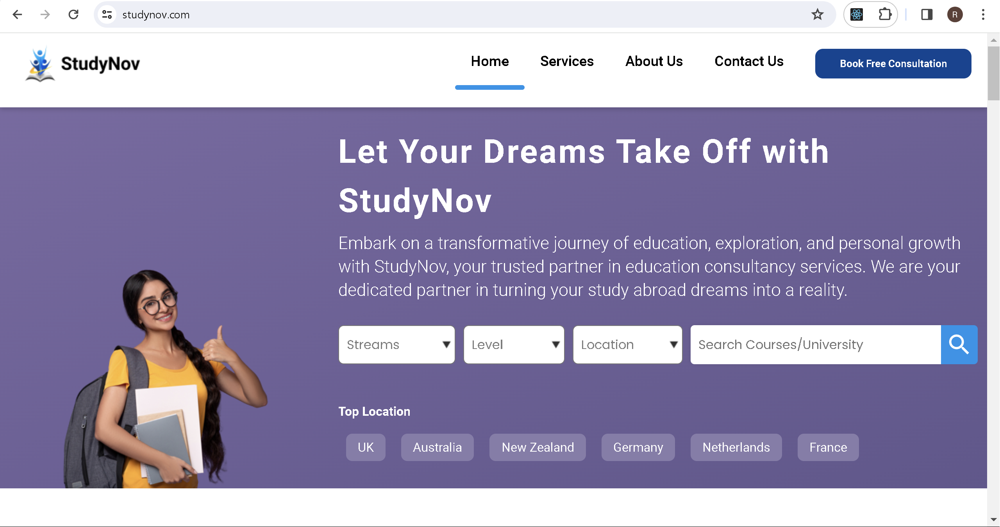 studynov.com
R
StudyNov
Home
Services
About Us
Contact Us
Book Free Consultation
Let Your Dreams Take Off with
StudyNov
Embark on a transformative journey of education, exploration, and personal growth
with StudyNov, your trusted partner in education consultancy services. We are your
dedicated partner in turning your study abroad dreams into a reality.
Streams
Level
Location
Search Courses/University
Top Location
UK
Australia
New Zealand
Germany
Netherlands
France